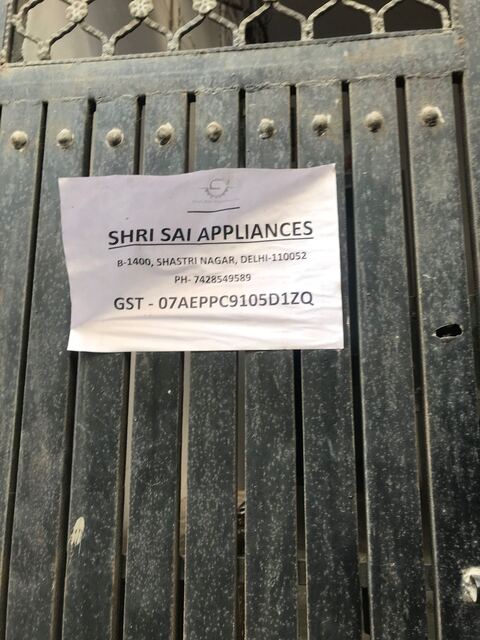 SHRI SAI APPLIANCES
B-1400, SHASTRI NAGAR, DELHI-110052
PH- 7428549589
GST - 07AEPPC9105D1ZQ